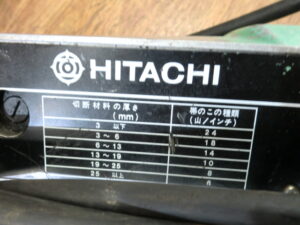 HITACHI
切断材料の厚さ 帯のこの種類
(mm) (山/インチ)
3 以下 24
3～6 18
6～13 14
13～19 10
19～25 8
25 以上 6